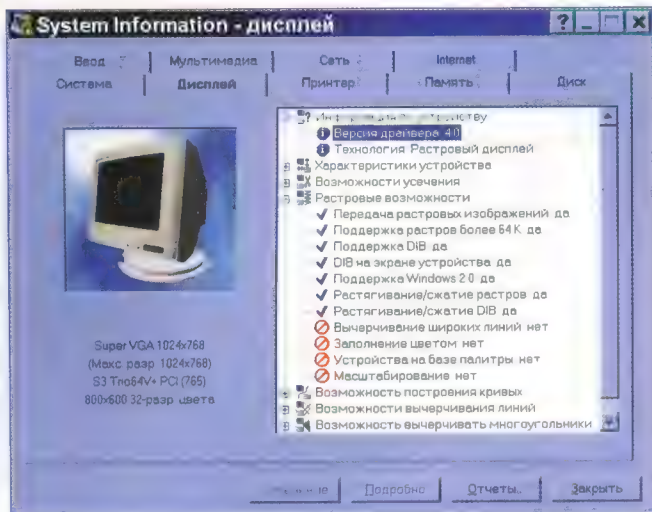 System Information - дисплей
Ввод Мультимедиа Сеть Internet
Система Дисплей Принтер Память Диск
устройству
Версия драйвера 4.0
Технология Растровый дисплей
Характеристики устройства
Возможности усечения
Растровые возможности
Передача растровых изображений да
Поддержка растров более 64К да
Поддержка DiB да
DIB на экране устройства да
Поддержка Windows 2.0 да
Растягивание/сжатие растров да
Растягивание/сжатие DIB да
Вычерчивание широких линий нет
Заполнение цветом нет
Устройства на базе палитры нет
Масштабирование нет
Возможность построения кривых
Возможности вычерчивания линий
Возможность вычерчивать многоугольники
Super VGA 1024x768
(Макс разр 1024x768)
S3 Trio64V+ PCI (765)
800x600 32-разр цвета
Подробно Отчеты.. Закрыть